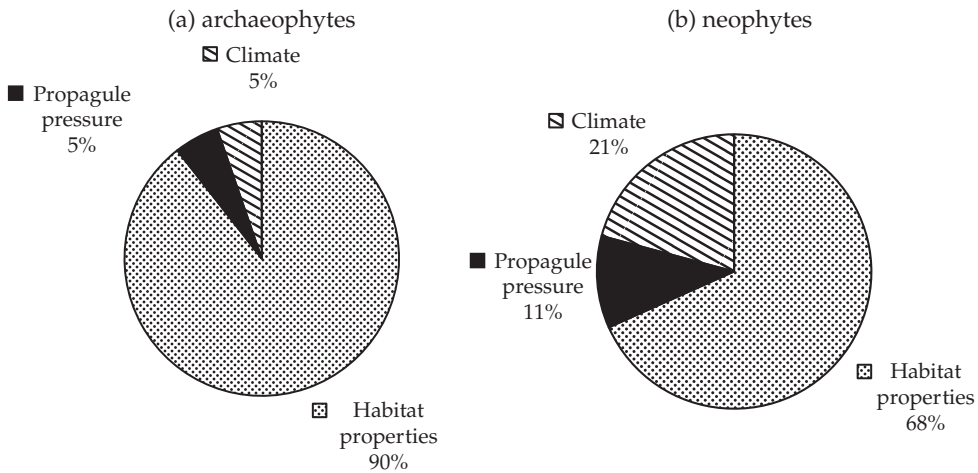 (a) archaeophytes
Climate
5%
Propagule
pressure
5%
Habitat
properties
90%
(b) neophytes
Climate
21%
Propagule
pressure
11%
Habitat
properties
68%